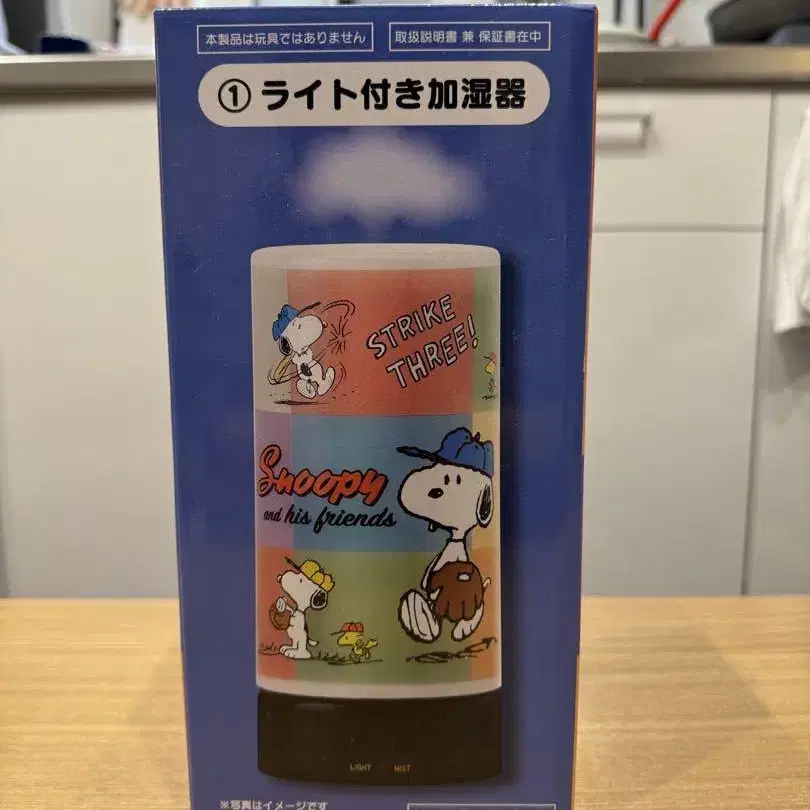 本製品は玩具ではありません
取扱説明書 兼 保証書在中
① ライト付き加湿器
STRIKE
THREE!
Snoopy
and his friends
LIGHT MIST
※写真はイメージです